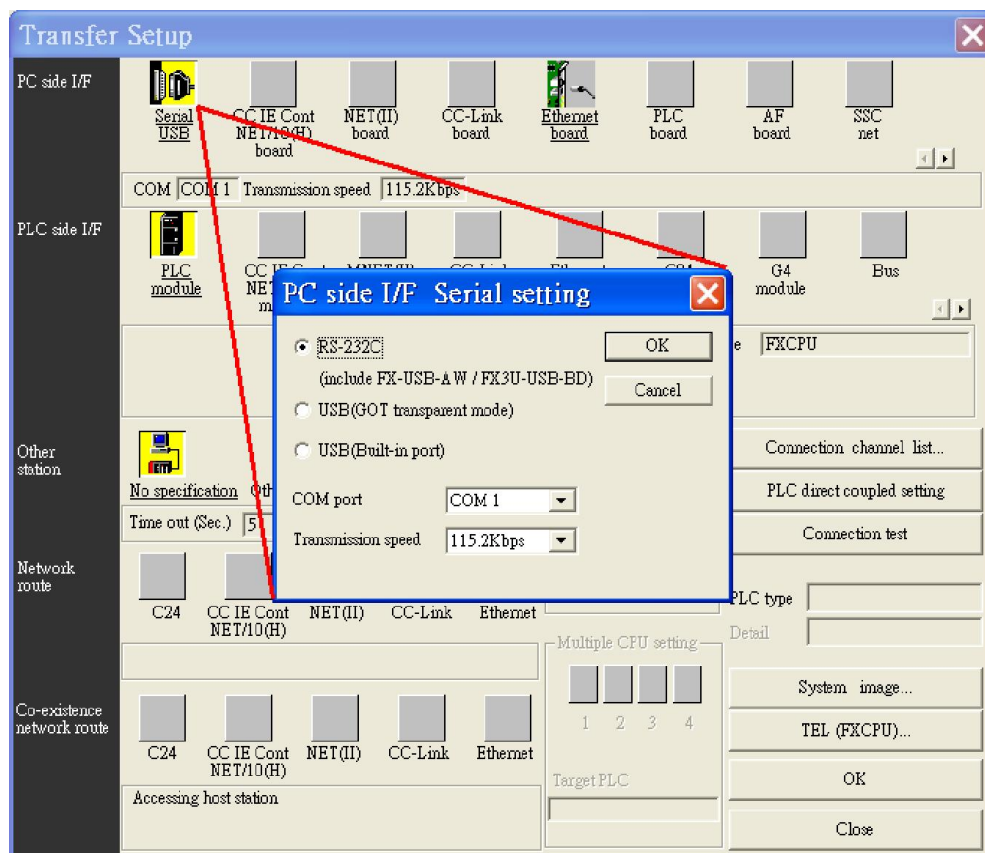 Transfer Setup
PC side I/F
Serial
USB
CC IE Cont
NET/10(H)
board
NET(II)
board
CC-Link
board
Ethernet
board
PLC
board
AF
board
SSC
net
COM COM 1 Transmission speed 115.2Kbps
PLC side I/F
PLC
module
G4
module
Bus
FXCPU
PC side I/F Serial setting
RS-232C
(include FX-USB-AW / FX3U-USB-BD)
USB(GOT transparent mode)
USB(Built-in port)
COM port COM 1
Transmission speed 115.2Kbps
OK
Cancel
Other
station
No specification
Time out (Sec.) 5
Connection channel list...
PLC direct coupled setting
Connection test
PLC type
Detail
System image...
TEL (FXCPU)...
OK
Close
Network
route
C24
CC IE Cont
NET/10(H)
NET(II)
CC-Link
Ethernet
Multiple CPU setting
1 2 3 4
Target PLC
Co-existence
network route
C24
CC IE Cont
NET/10(H)
NET(II)
CC-Link
Ethernet
Accessing host station